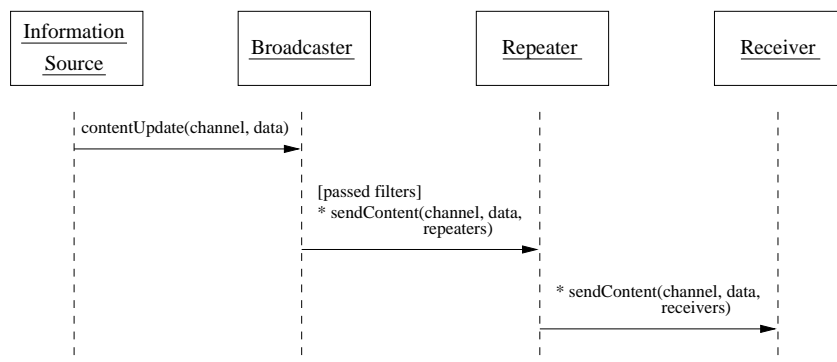 Information
Source
Broadcaster
Repeater
Receiver
contentUpdate(channel, data)
[passed filters]
* sendContent(channel, data,
repeaters)
* sendContent(channel, data,
receivers)